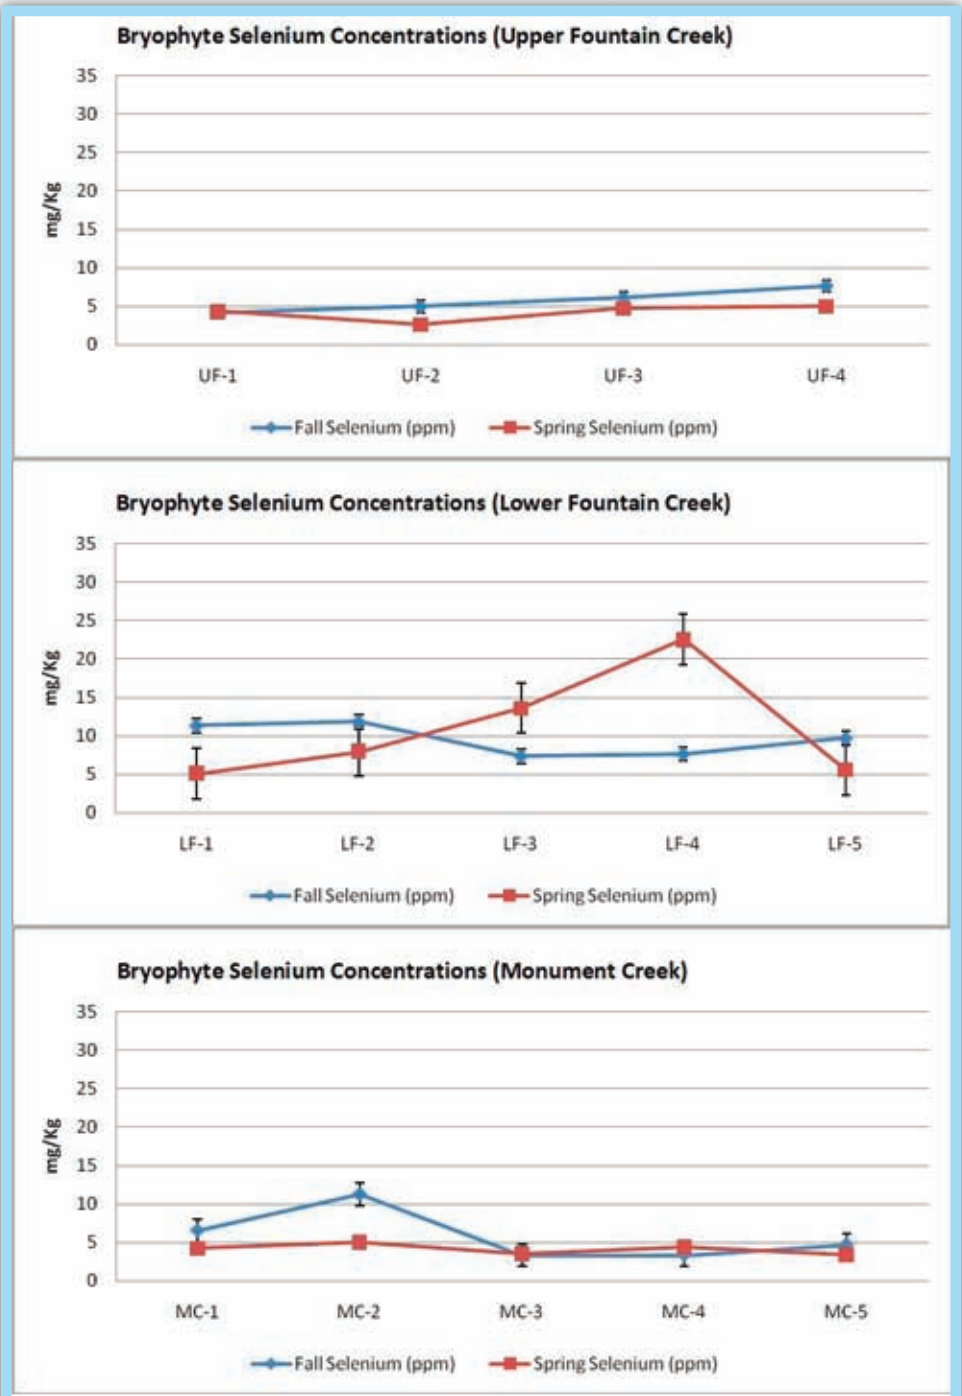 Bryophyte Selenium Concentrations (Upper Fountain Creek)
35
30
25
20
15
10
5
0
mg/Kg
UF-1 UF-2 UF-3 UF-4
Fall Selenium (ppm) Spring Selenium (ppm)
Bryophyte Selenium Concentrations (Lower Fountain Creek)
35
30
25
20
15
10
5
0
mg/Kg
LF-1 LF-2 LF-3 LF-4 LF-5
Fall Selenium (ppm) Spring Selenium (ppm)
Bryophyte Selenium Concentrations (Monument Creek)
35
30
25
20
15
10
5
0
mg/Kg
MC-1 MC-2 MC-3 MC-4 MC-5
Fall Selenium (ppm) Spring Selenium (ppm)